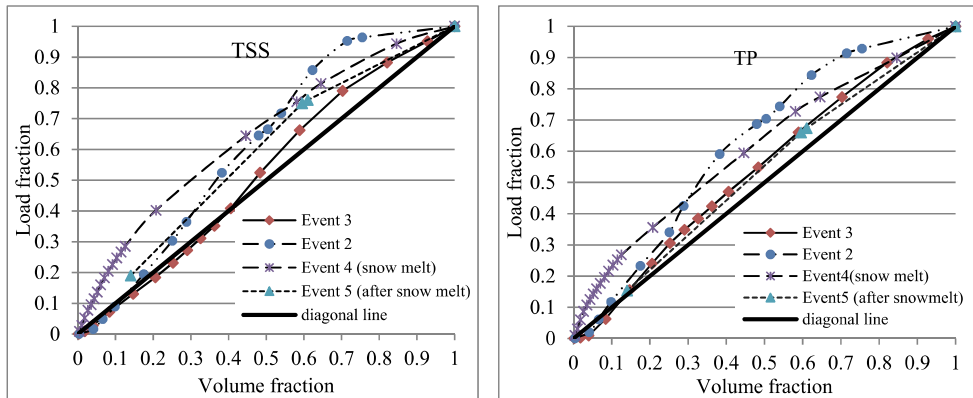 TSS
Load fraction
1
0.9
0.8
0.7
0.6
0.5
0.4
0.3
0.2
0.1
0
0 0.1 0.2 0.3 0.4 0.5 0.6 0.7 0.8 0.9 1
Volume fraction
Event 3
Event 2
Event 4 (snow melt)
Event 5 (after snow melt)
diagonal line
TP
Load fraction
1
0.9
0.8
0.7
0.6
0.5
0.4
0.3
0.2
0.1
0
0 0.1 0.2 0.3 0.4 0.5 0.6 0.7 0.8 0.9 1
Volume fraction
Event 3
Event 2
Event4(snow melt)
Event5 (after snowmelt)
diagonal line